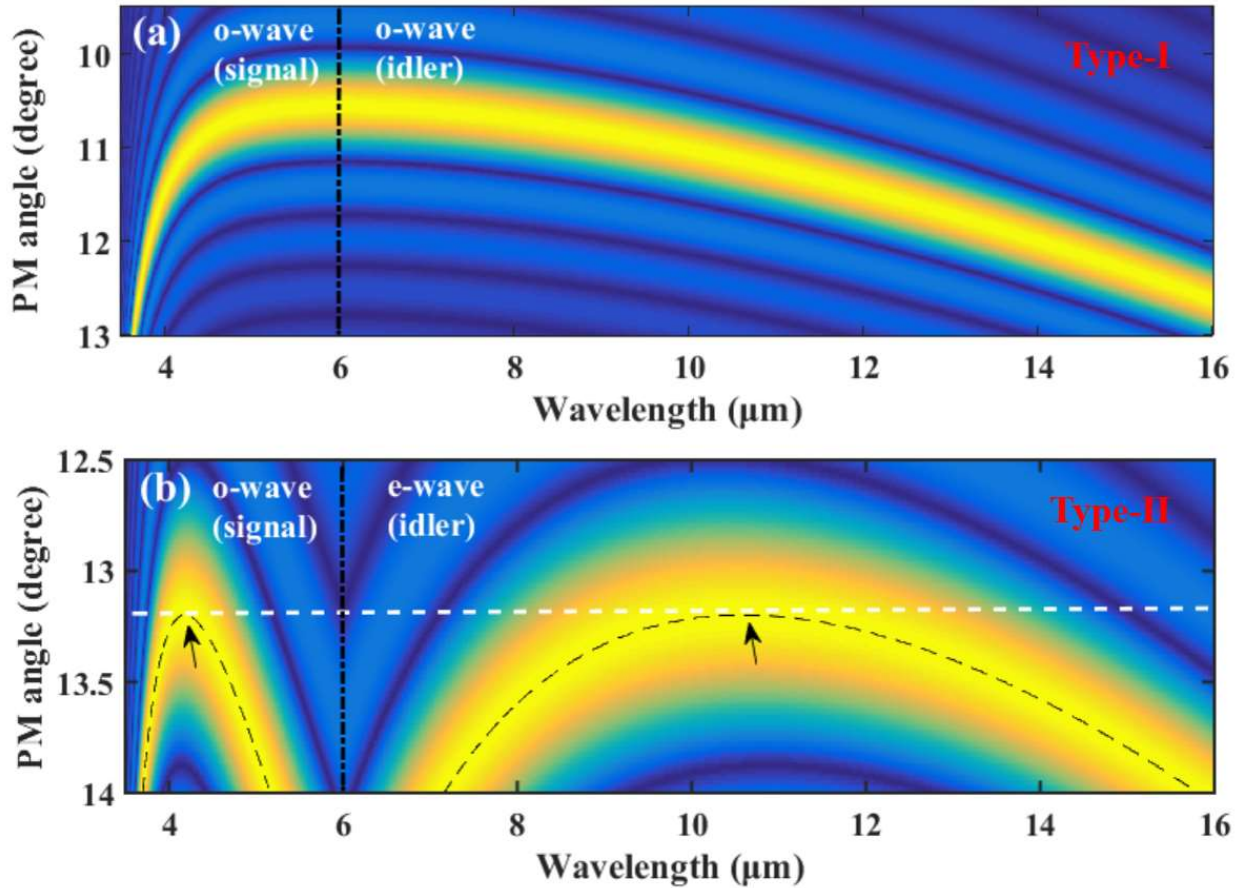 (a)
o-wave
(signal)
o-wave
(idler)
Type-I
PM angle (degree)
10
11
12
13
4
6
8
10
12
14
16
Wavelength (μm)
(b)
o-wave
(signal)
e-wave
(idler)
Type-II
PM angle (degree)
12.5
13
13.5
14
4
6
8
10
12
14
16
Wavelength (μm)